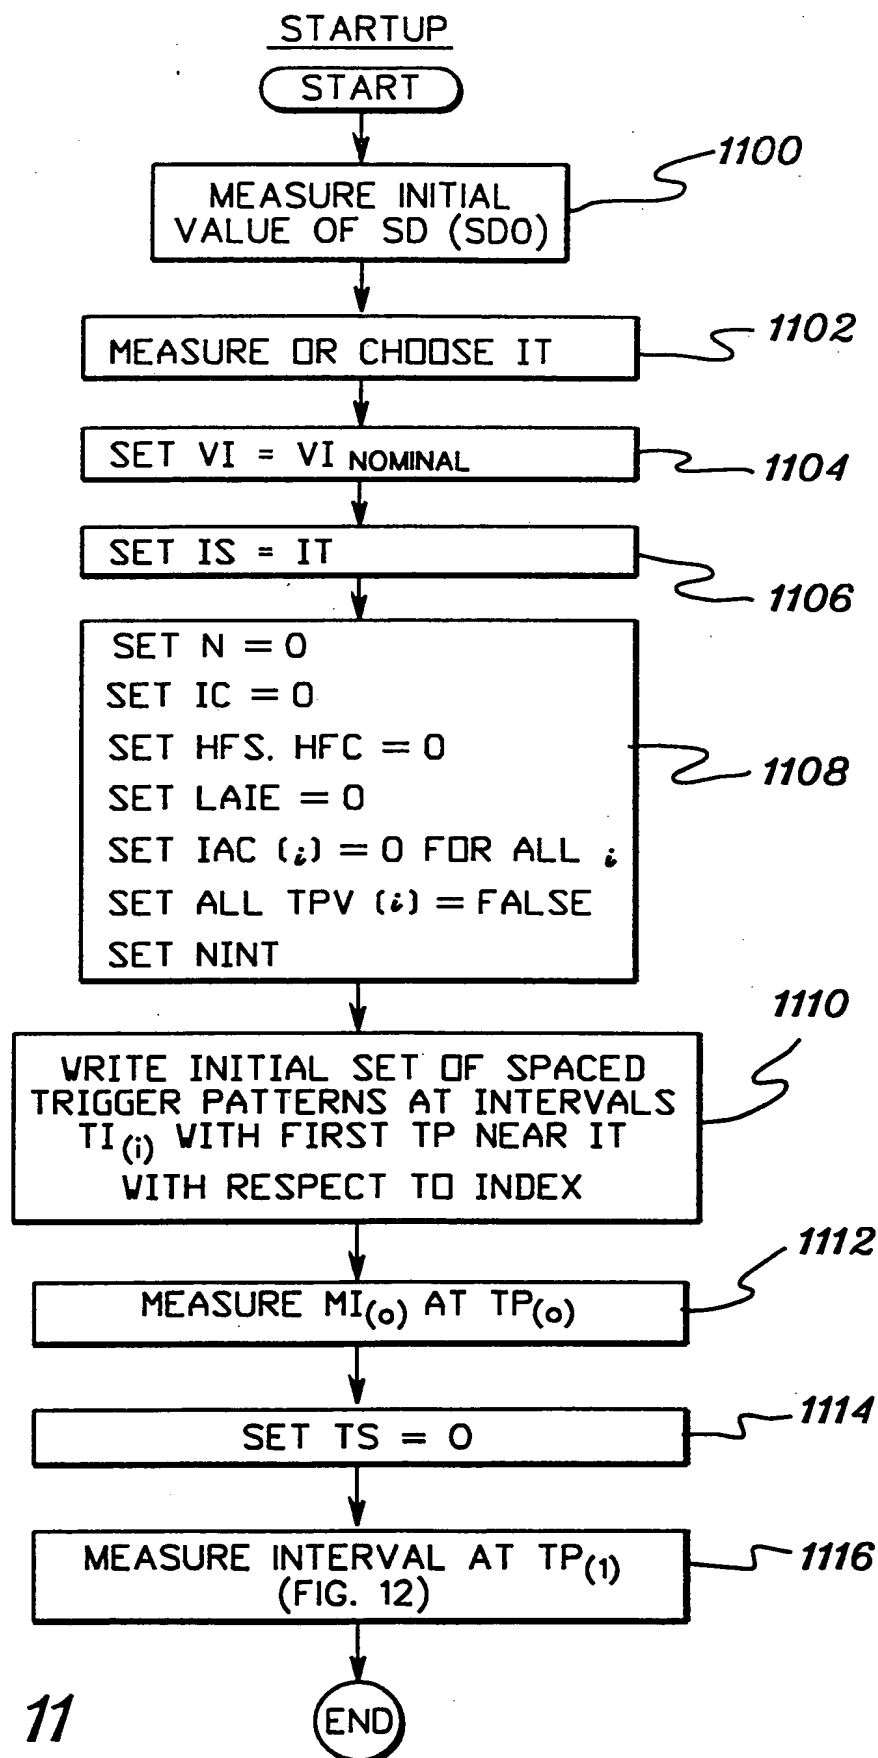 STARTUP
START
1100
MEASURE INITIAL
VALUE OF SD (SD0)
1102
MEASURE OR CHOOSE IT
SET VI = VI NOMINAL
1104
SET IS = IT
1106
SET N = 0
SET IC = 0
SET HFS. HFC = 0
1108
SET LAIE = 0
SET IAC (i) = 0 FOR ALL i
SET ALL TPV (i) = FALSE
SET NINT
1110
WRITE INITIAL SET OF SPACED
TRIGGER PATTERNS AT INTERVALS
TI(i) WITH FIRST TP NEAR IT
WITH RESPECT TO INDEX
1112
MEASURE MI(o) AT TP(o)
1114
SET TS = 0
MEASURE INTERVAL AT TP(1)
1116
(FIG. 12)
11
END